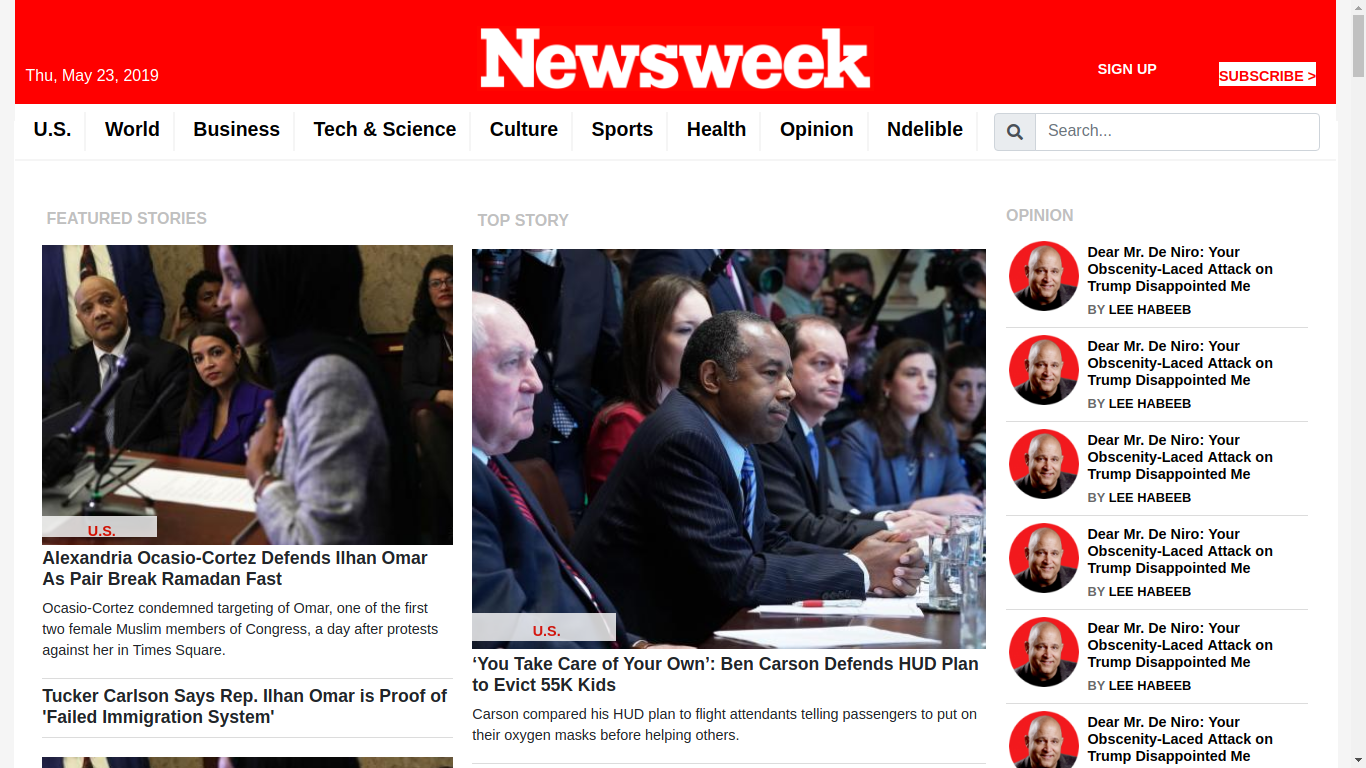 Newsweek
Thu, May 23, 2019
SIGN UP
SUBSCRIBE >
U.S.
World
Business
Tech & Science
Culture
Sports
Health
Opinion
Ndelible
Search...
FEATURED STORIES
U.S.
Alexandria Ocasio-Cortez Defends Ilhan Omar
As Pair Break Ramadan Fast
Ocasio-Cortez condemned targeting of Omar, one of the first
two female Muslim members of Congress, a day after protests
against her in Times Square.
Tucker Carlson Says Rep. Ilhan Omar is Proof of
'Failed Immigration System'
TOP STORY
U.S.
‘You Take Care of Your Own’: Ben Carson Defends HUD Plan
to Evict 55K Kids
Carson compared his HUD plan to flight attendants telling passengers to put on
their oxygen masks before helping others.
OPINION
Dear Mr. De Niro: Your
Obscenity-Laced Attack on
Trump Disappointed Me
BY LEE HABEEB
Dear Mr. De Niro: Your
Obscenity-Laced Attack on
Trump Disappointed Me
BY LEE HABEEB
Dear Mr. De Niro: Your
Obscenity-Laced Attack on
Trump Disappointed Me
BY LEE HABEEB
Dear Mr. De Niro: Your
Obscenity-Laced Attack on
Trump Disappointed Me
BY LEE HABEEB
Dear Mr. De Niro: Your
Obscenity-Laced Attack on
Trump Disappointed Me
BY LEE HABEEB
Dear Mr. De Niro: Your
Obscenity-Laced Attack on
Trump Disappointed Me